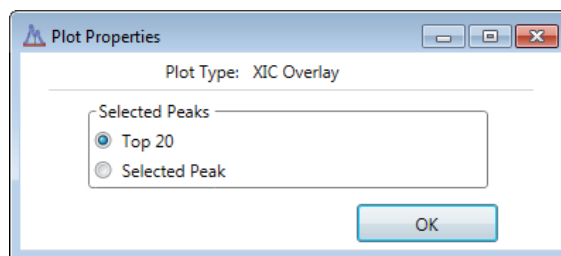 Plot Properties
Plot Type: XIC Overlay
Selected Peaks
Top 20
Selected Peak
OK